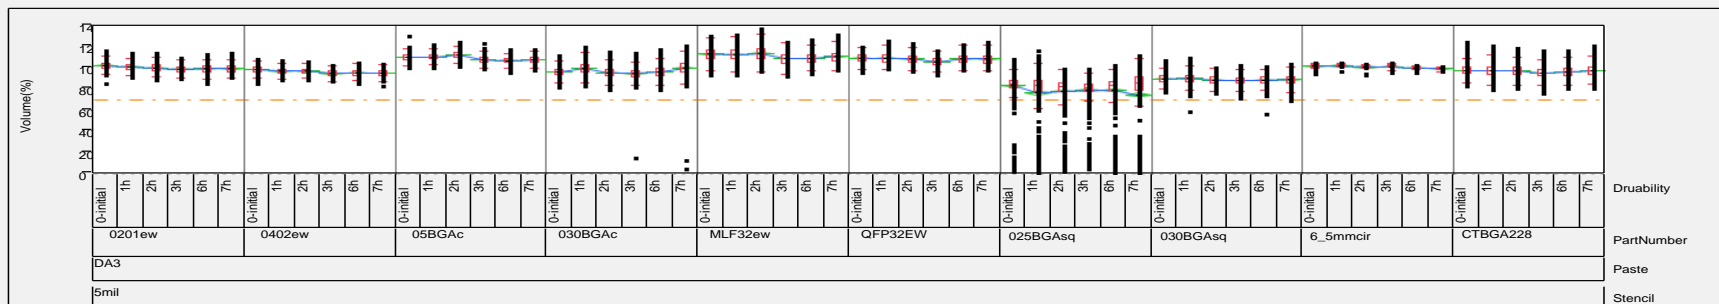 14
12
10
80
60
40
20
0
Volume(%)
0-initial 1h 2h 3h 6h 7h 0-initial 1h 2h 3h 6h 7h 0-initial 1h 2h 3h 6h 7h 0-initial 1h 2h 3h 6h 7h 0-initial 1h 2h 3h 6h 7h 0-initial 1h 2h 3h 6h 7h 0-initial 1h 2h 3h 6h 7h 0-initial 1h 2h 3h 6h 7h 0-initial 1h 2h 3h 6h 7h 0-initial 1h 2h 3h 6h 7h Druability
0201ew 0402ew 05BGAc 030BGAc MLF32ew QFP32EW 025BGAsq 030BGAsq 6_5mmcir CTBGA228 PartNumber
DA3 Paste
5mil Stencil